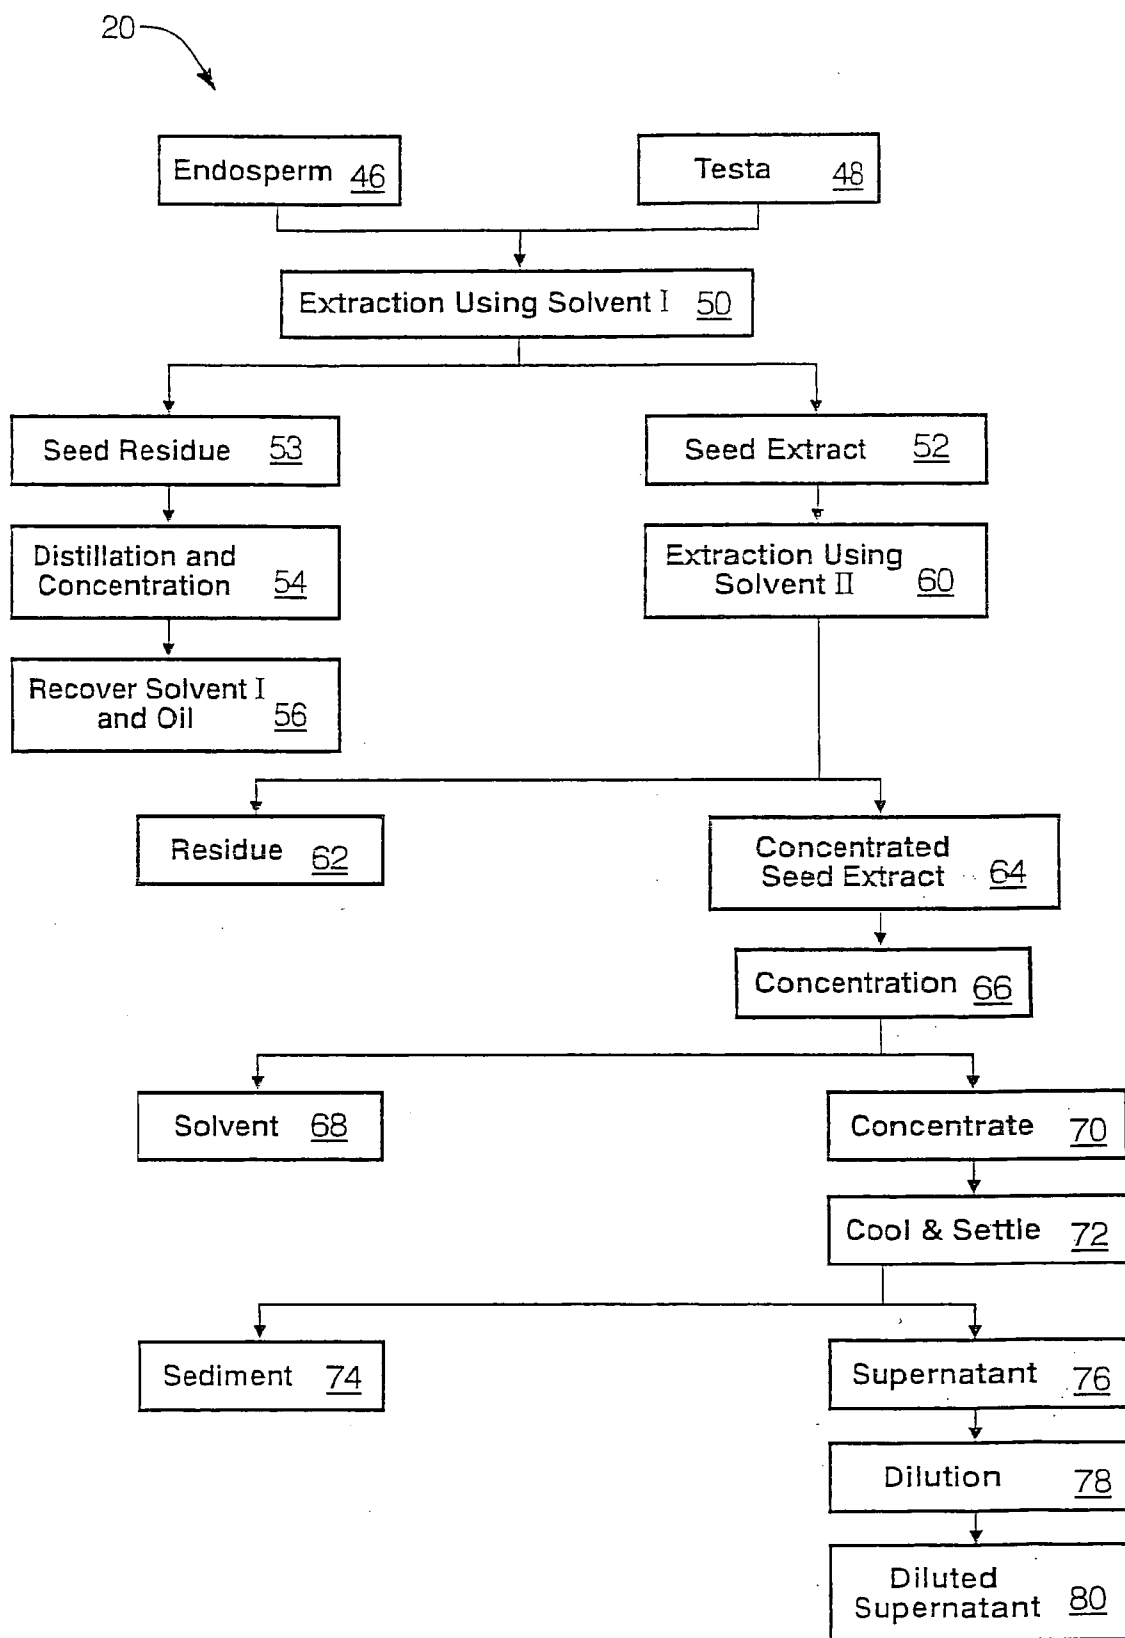 20
Endosperm 46
Testa 48
Extraction Using Solvent I 50
Seed Residue 53
Seed Extract 52
Distillation and
Concentration 54
Extraction Using
Solvent II 60
Recover Solvent I
and Oil 56
Residue 62
Concentrated
Seed Extract 64
Concentration 66
Solvent 68
Concentrate 70
Cool & Settle 72
Sediment 74
Supernatant 76
Dilution 78
Diluted
Supernatant 80